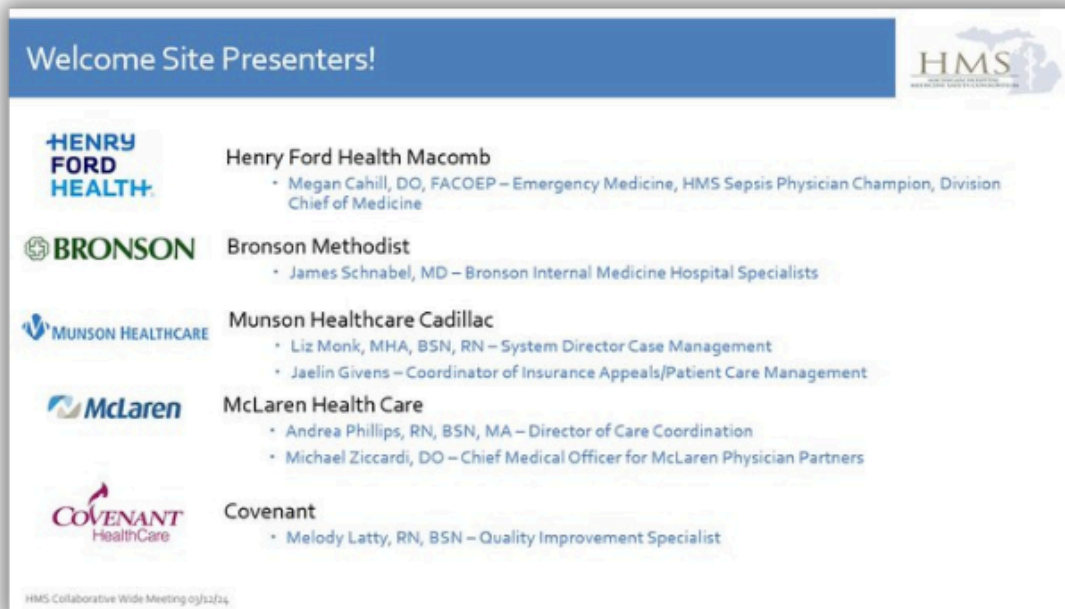 Welcome Site Presenters!
HMS
MICHIGAN HOSPITAL
MEDICINE SAFETY CONSORTIUM
HENRY
FORD
HEALTH
Henry Ford Health Macomb
• Megan Cahill, DO, FACOEP – Emergency Medicine, HMS Sepsis Physician Champion, Division
Chief of Medicine
BRONSON
Bronson Methodist
• James Schnabel, MD – Bronson Internal Medicine Hospital Specialists
MUNSON HEALTHCARE
Munson Healthcare Cadillac
• Liz Monk, MHA, BSN, RN – System Director Case Management
• Jaelin Givens – Coordinator of Insurance Appeals/Patient Care Management
McLaren
McLaren Health Care
• Andrea Phillips, RN, BSN, MA – Director of Care Coordination
• Michael Ziccardi, DO – Chief Medical Officer for McLaren Physician Partners
COVENANT
HealthCare
Covenant
• Melody Latty, RN, BSN – Quality Improvement Specialist
HMS Collaborative Wide Meeting 03/12/24